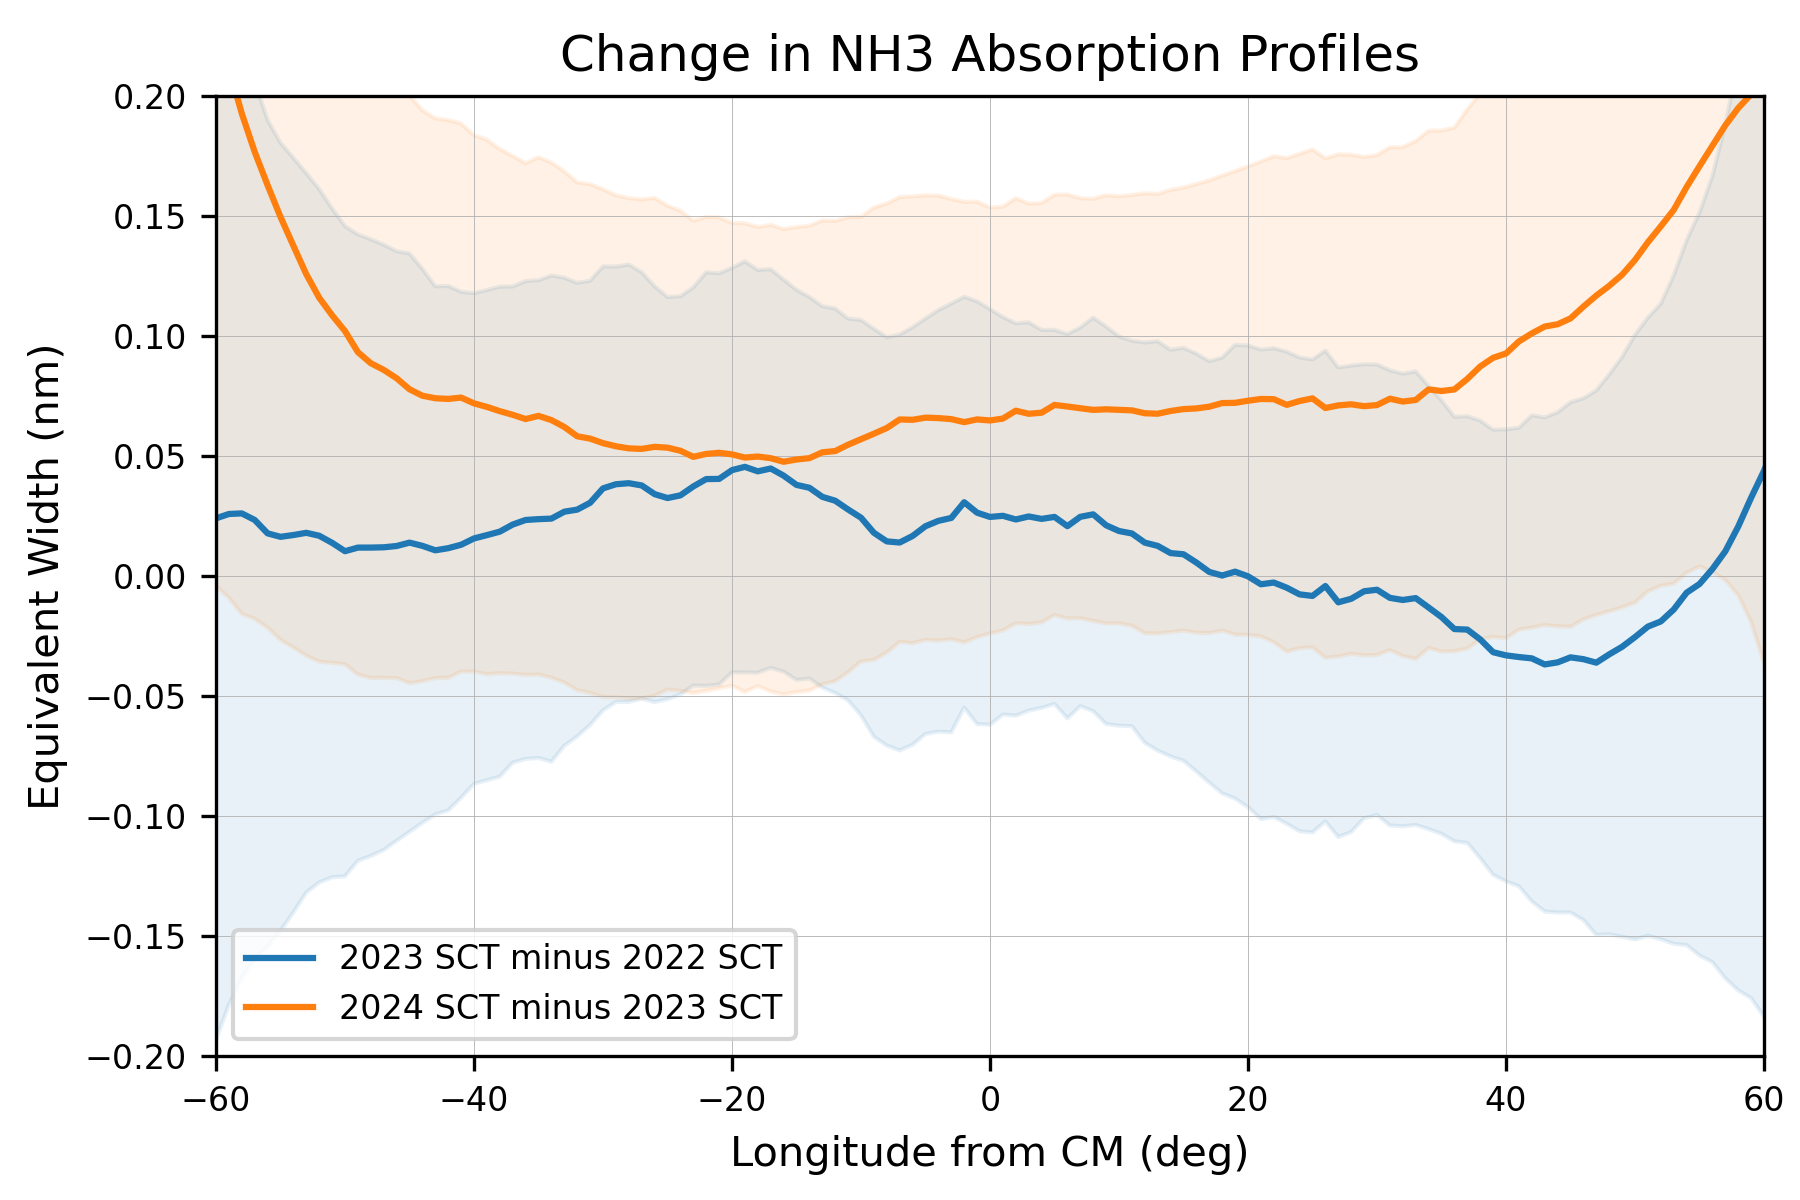 Change in NH3 Absorption Profiles
Equivalent Width (nm)
0.20
0.15
0.10
0.05
0.00
−0.05
−0.10
−0.15
−0.20
2023 SCT minus 2022 SCT
2024 SCT minus 2023 SCT
−60 −40 −20 0 20 40 60
Longitude from CM (deg)